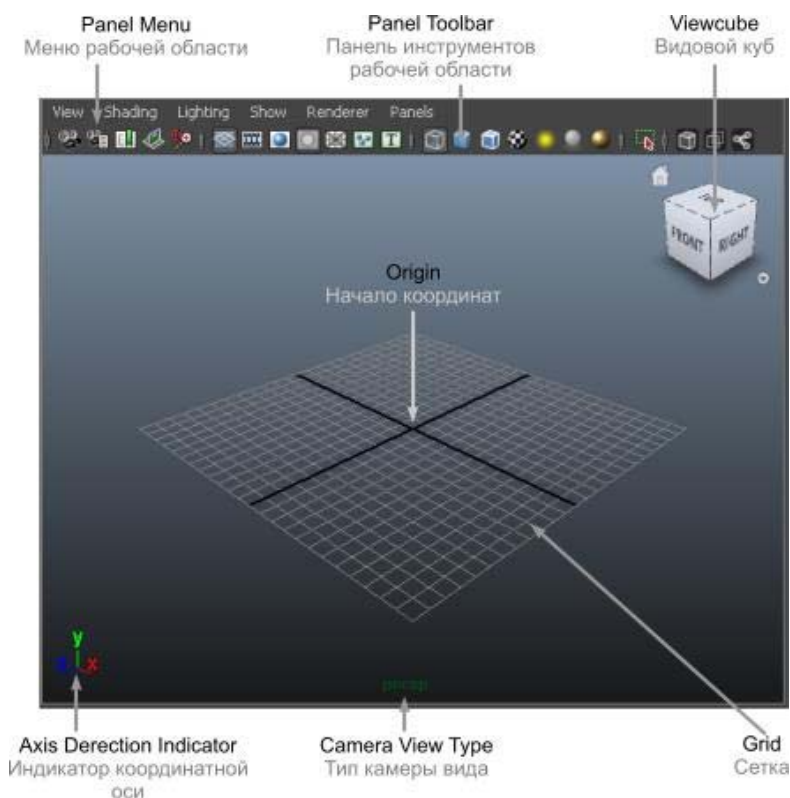 Panel Menu
Меню рабочей области
Panel Toolbar
Панель инструментов
рабочей области
Viewcube
Видовой куб
View Shading Lighting Show Renderer Panels
T
TOP
FRONT RIGHT
Origin
Начало координат
y
z x
persp
Axis Derection Indicator
Индикатор координатной
оси
Camera View Type
Тип камеры вида
Grid
Сетка